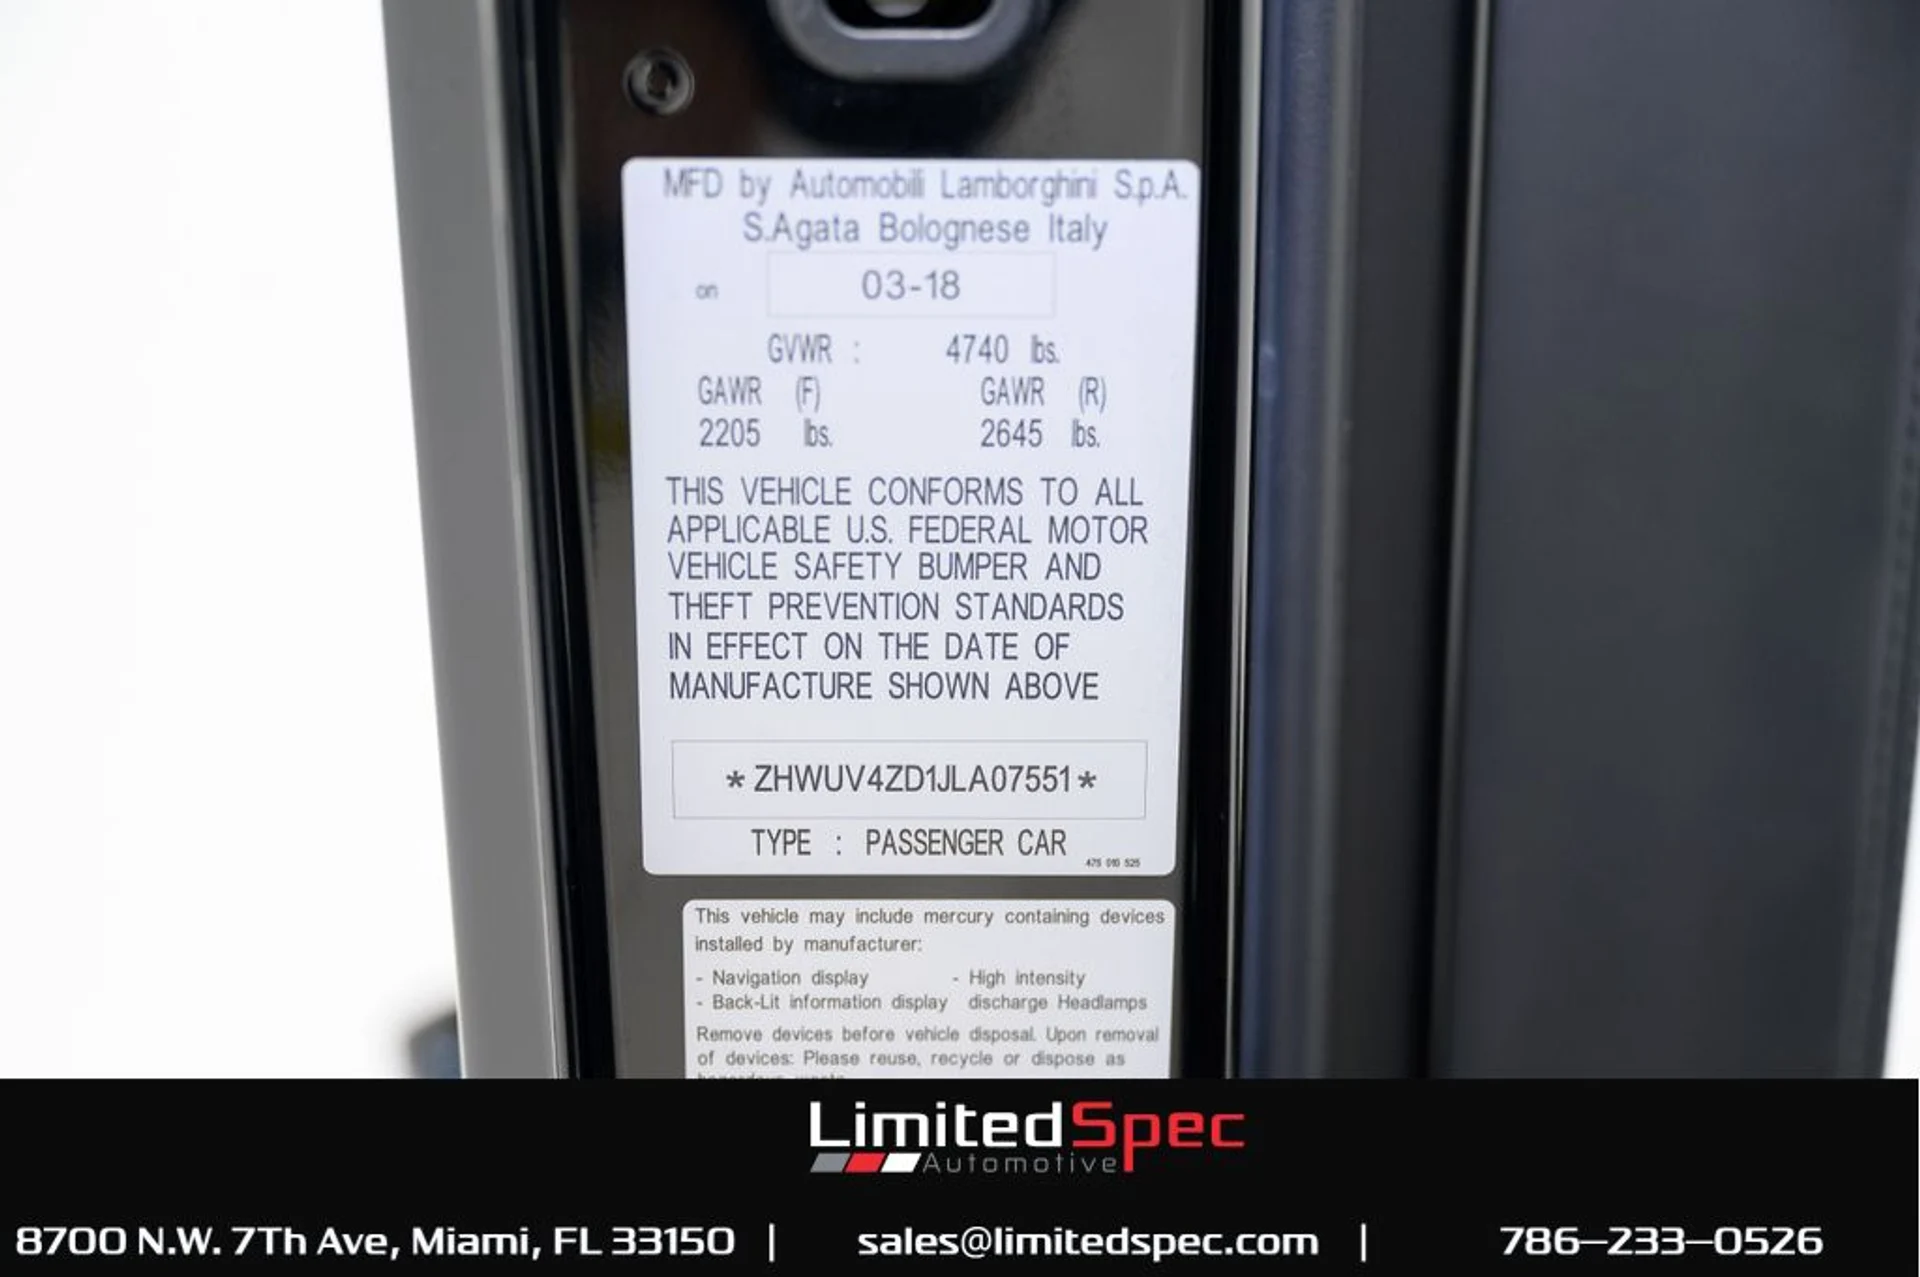 MFD by Automobili Lamborghini S.p.A.
S.Agata Bolognese Italy
on 03-18
GVWR : 4740 lbs.
GAWR (F) GAWR (R)
2205 lbs. 2645 lbs.
THIS VEHICLE CONFORMS TO ALL
APPLICABLE U.S. FEDERAL MOTOR
VEHICLE SAFETY BUMPER AND
THEFT PREVENTION STANDARDS
IN EFFECT ON THE DATE OF
MANUFACTURE SHOWN ABOVE
*ZHWUV4ZD1JLA07551*
TYPE : PASSENGER CAR
475 010 525
This vehicle may include mercury containing devices
installed by manufacturer:
- Navigation display - High intensity
- Back-Lit information display discharge Headlamps
Remove devices before vehicle disposal. Upon removal
of devices: Please reuse, recycle or dispose as
LimitedSpec
Automotive
8700 N.W. 7Th Ave, Miami, FL 33150 | sales@limitedspec.com | 786-233-0526